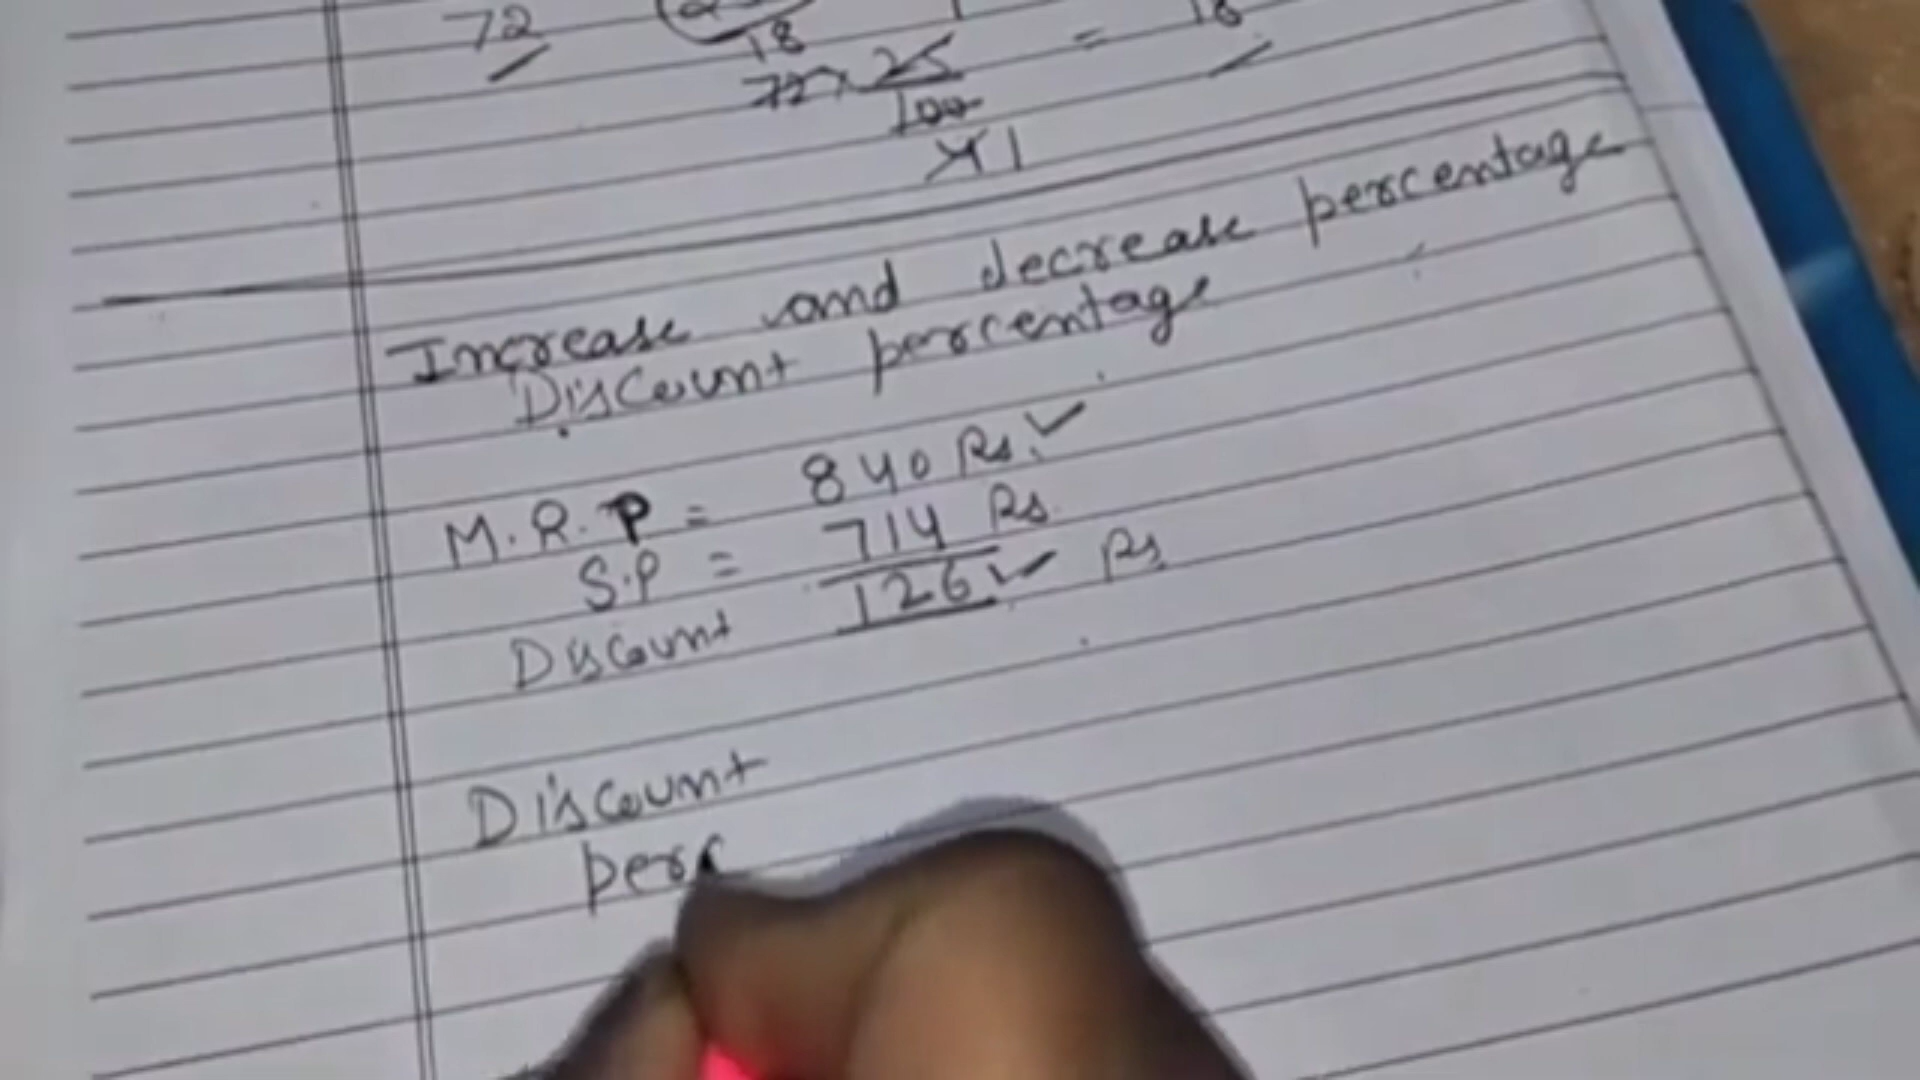 72
18
72 x 25 = 18
100
41
Increase and decrease percentage
Discount percentage
M.R.P = 840 Rs.
S.P = 714 Rs.
Discount 126 Rs.
Discount
perc